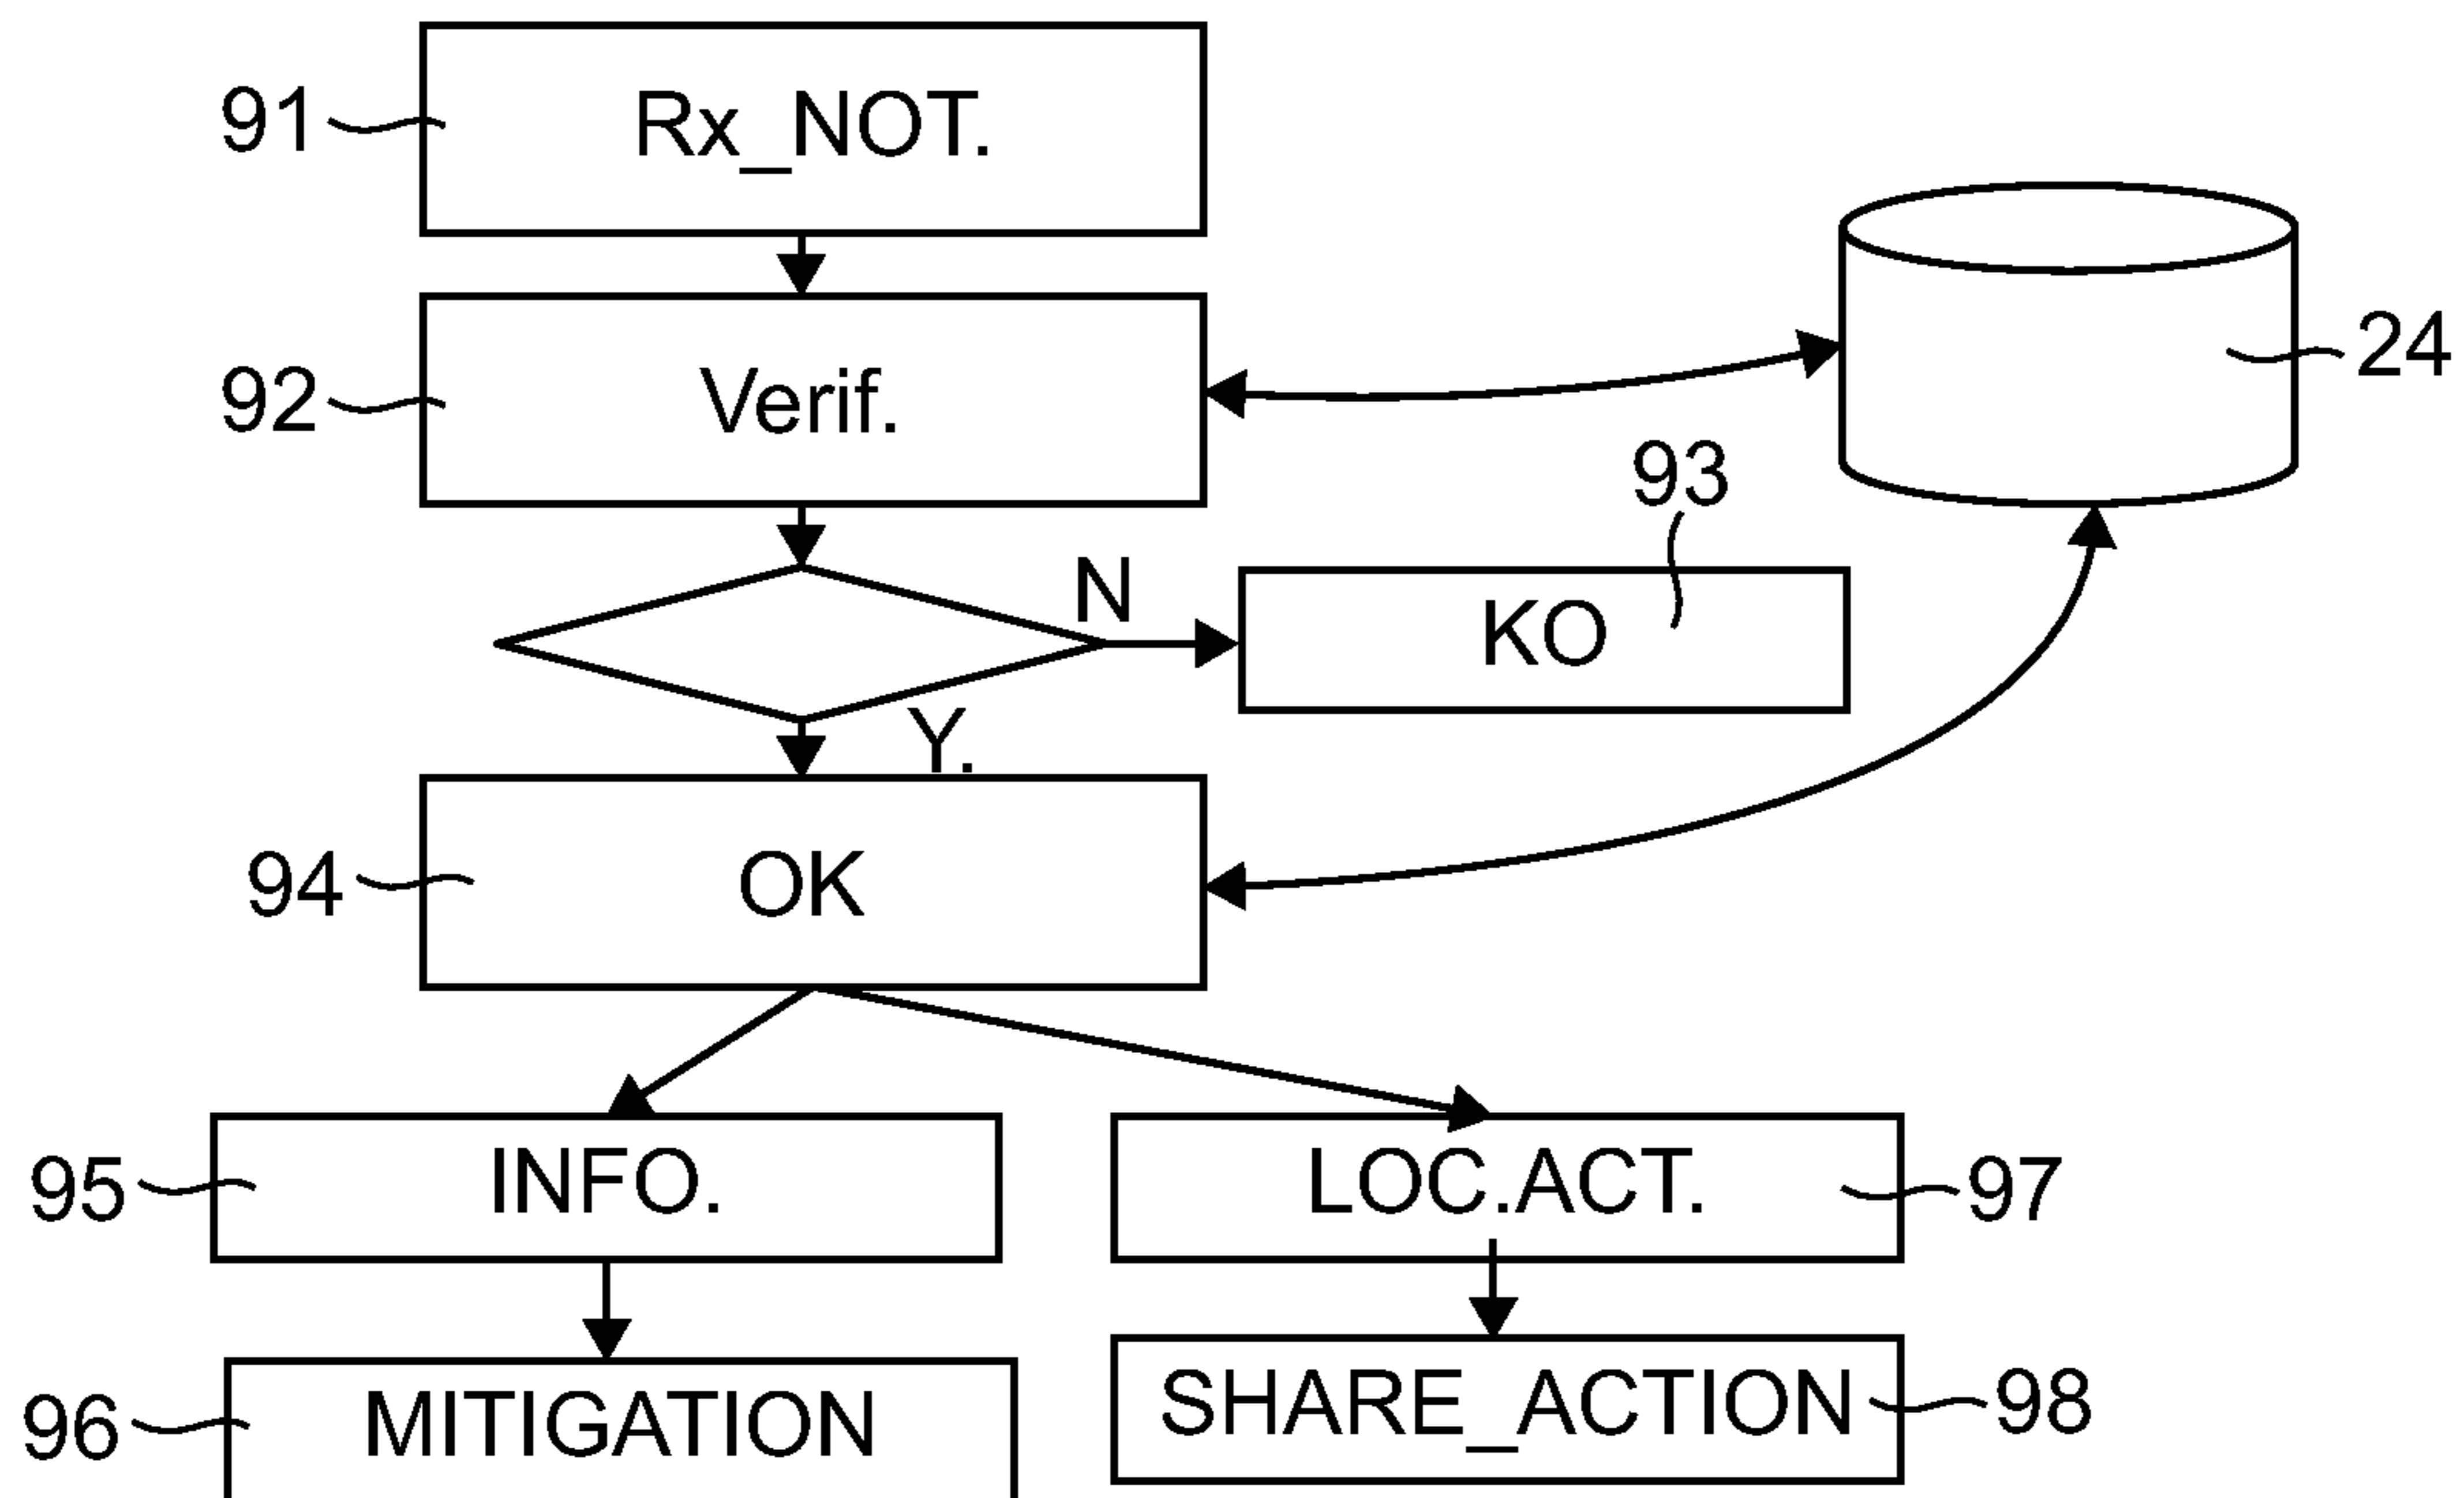 91
Rx_NOT.
92
Verif.
24
93
N
KO
Y.
94
OK
95
INFO.
LOC.ACT.
97
96
MITIGATION
SHARE_ACTION
98